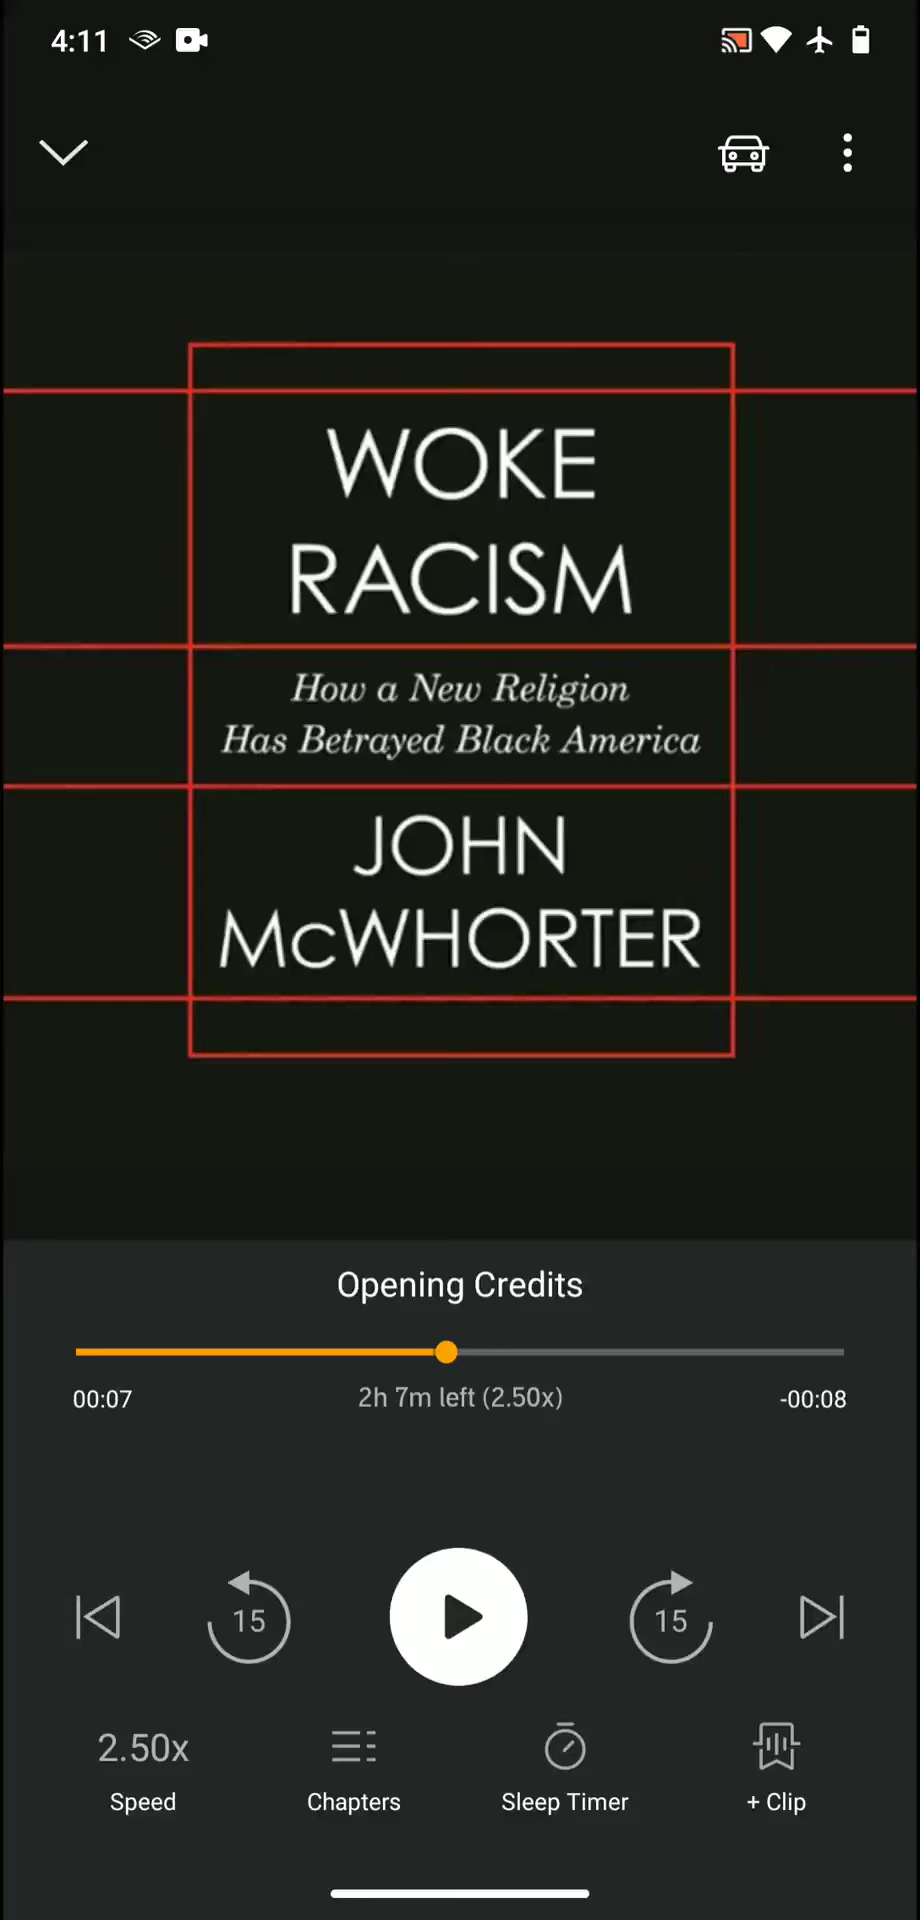 4:11
WOKE
RACISM
How a New Religion
Has Betrayed Black America
JOHN
McWHORTER
Opening Credits
00:07 2h 7m left (2.50x) -00:08
15 15
2.50x
Speed Chapters Sleep Timer + Clip